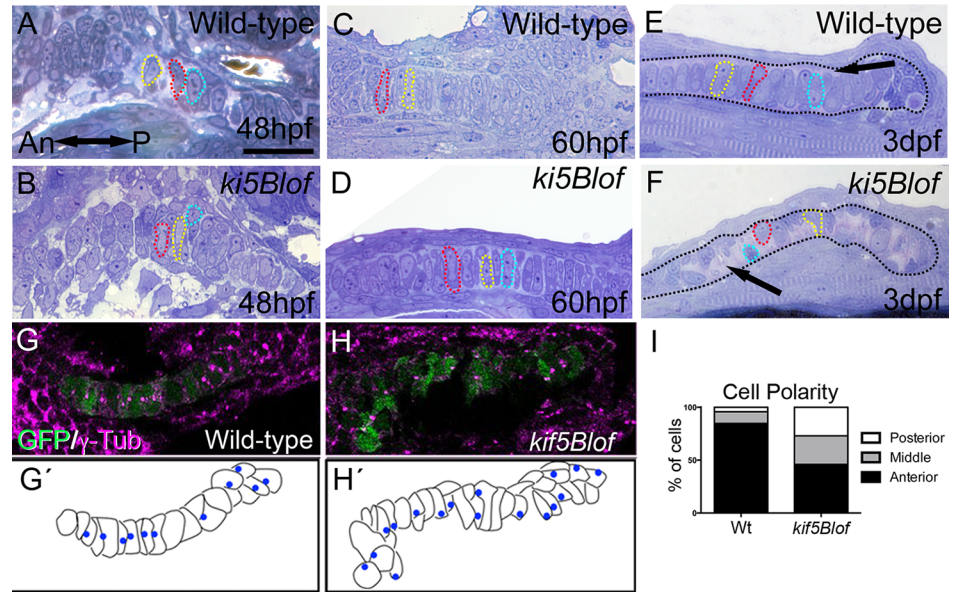 A Wild-type
An P 48hpf
B ki5Blof
48hpf
C Wild-type
60hpf
D ki5Blof
60hpf
E Wild-type
3dpf
F ki5Blof
3dpf
G
GFP/γ-Tub Wild-type
H
kif5Blof
G´
H´
I
Cell Polarity
% of cells
100
50
0
Wt kif5Blof
Posterior
Middle
Anterior